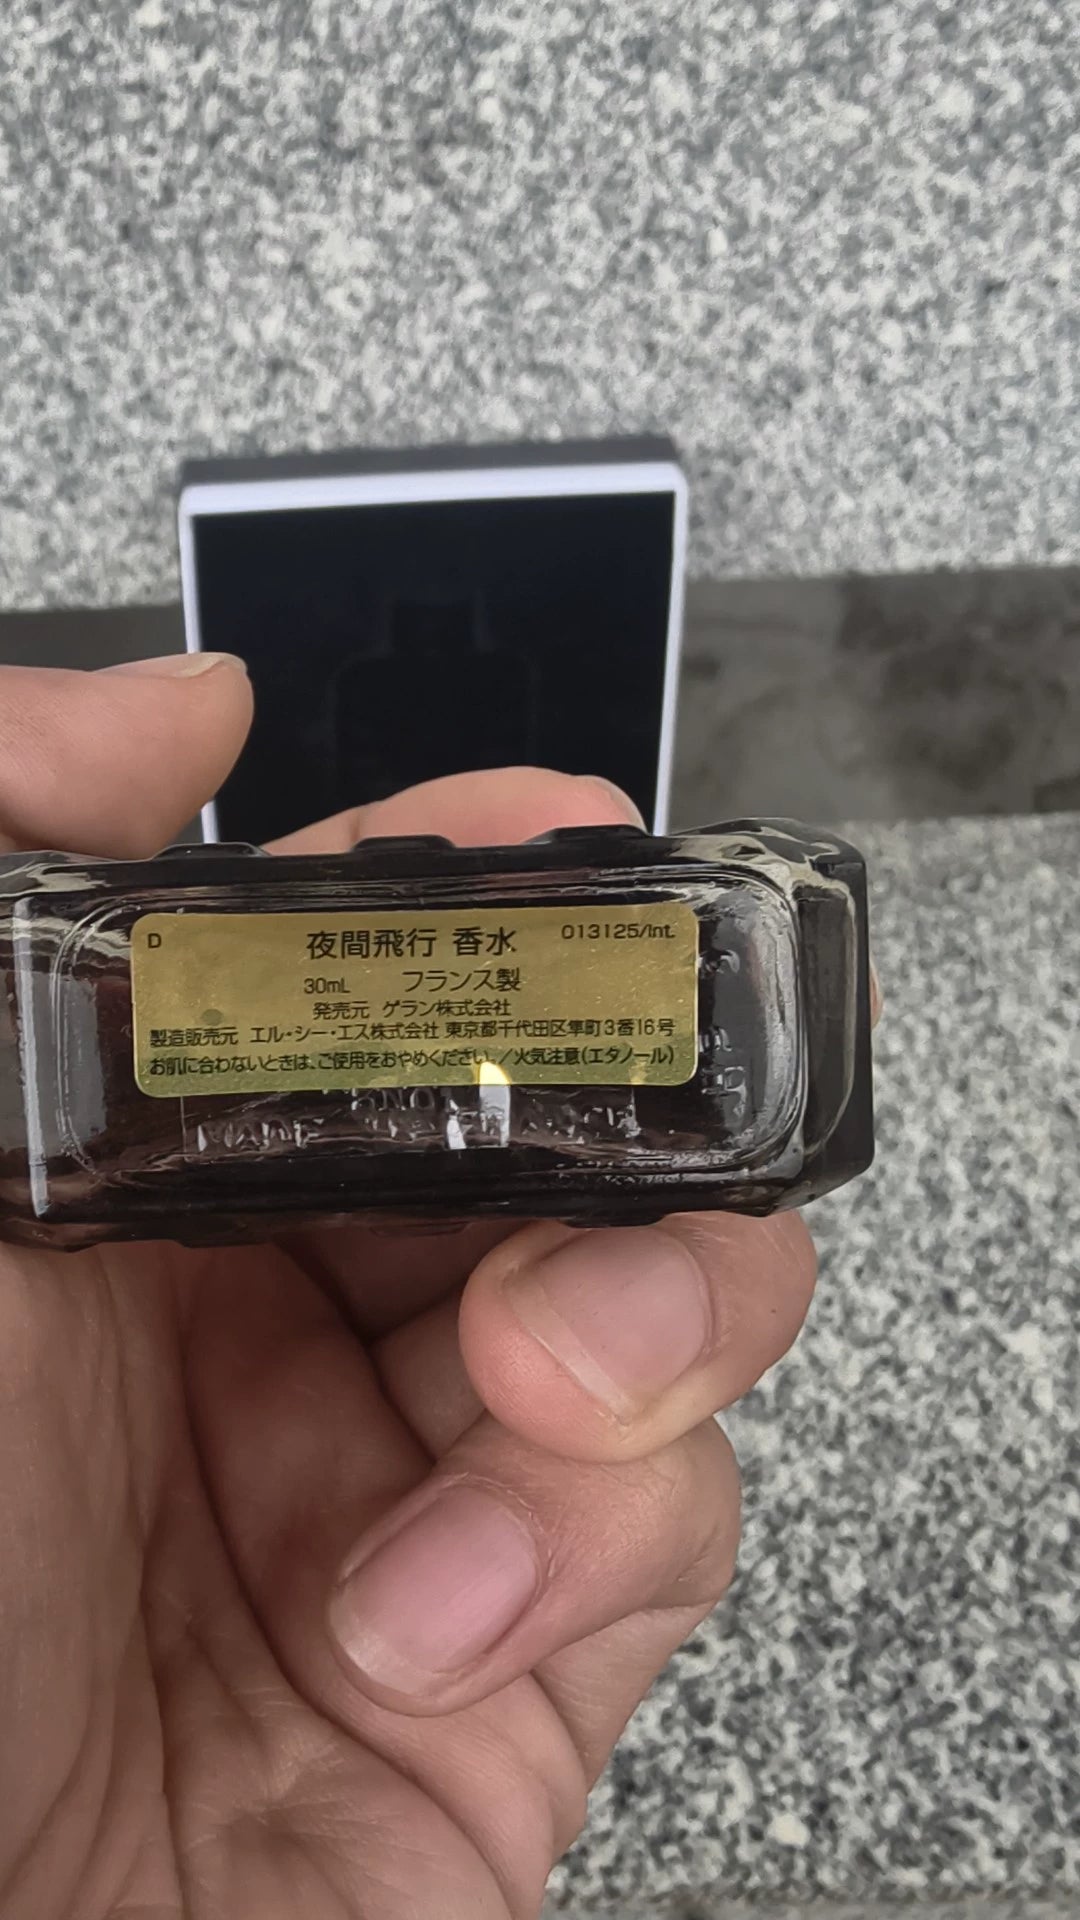 D 夜間飛行 香水 013125/Int.
30mL フランス製
発売元 ゲラン株式会社
製造販売元 エル・シー・エス株式会社 東京都千代田区隼町3番16号
お肌に合わないときは、ご使用をおやめください。/火気注意(エタノール)
MADE FRANCE